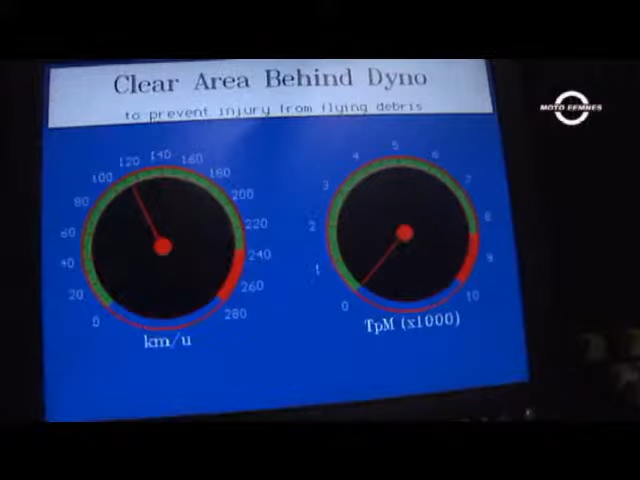 Clear Area Behind Dyno
to prevent injury from flying debris
MOTO EEMNES
0 20 40 60 80 100 120 140 160 180 200 220 240 260 280
km/u
0 1 2 3 4 5 6 7 8 9 10
TpM (x1000)